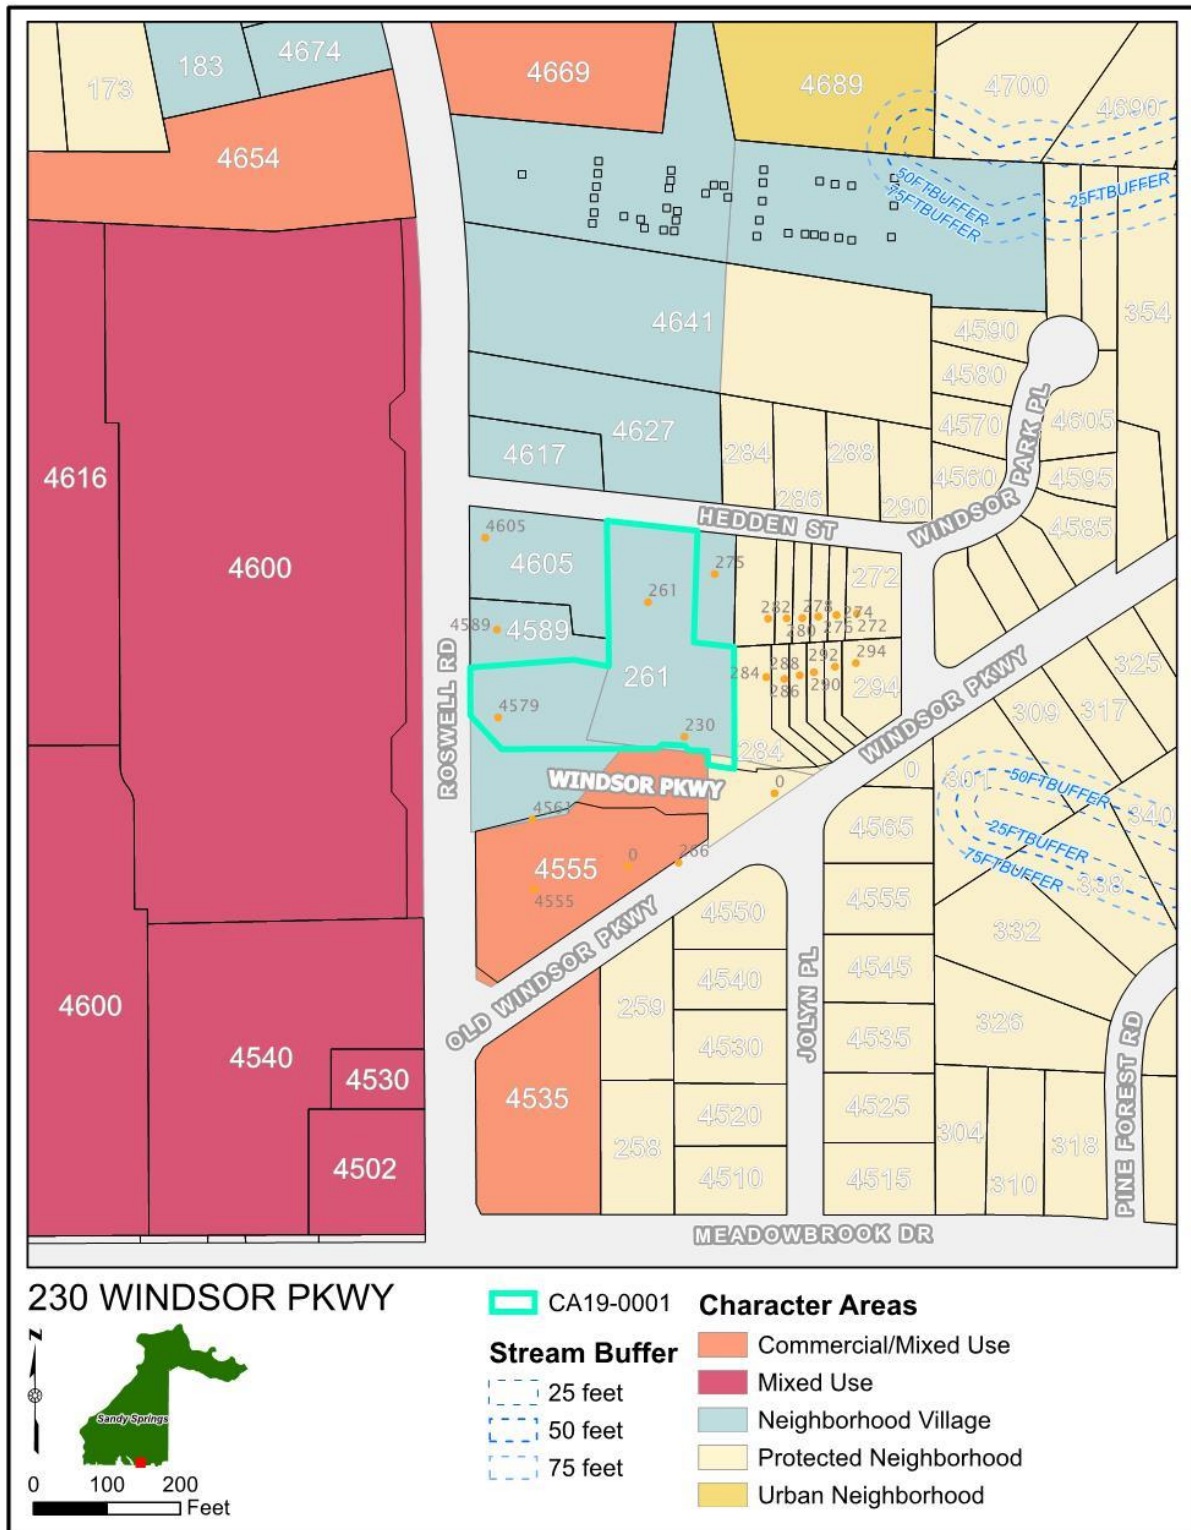 173
183
4674
4669
4689
4700
4690
4654
50FTBUFFER
75FTBUFFER
25FTBUFFER
354
4641
4590
4580
4605
4570
4627
4617
284
288
4616
4560
4595
286
290
WINDSOR PARK PL
4585
HEDDEN ST
4605
4605
275
272
4600
261
282
278
274
4589
4589
280
276
272
ROSWELL RD
261
284
288
292
294
325
286
290
294
4579
230
WINDSOR PKWY
309
317
284
WINDSOR PKWY
0
0
301
50FTBUFFER
340
4561
4565
25FTBUFFER
4555
0
266
75FTBUFFER
338
4555
4550
4555
332
OLD WINDSOR PKWY
4600
259
4540
JOLYN PL
4545
326
4540
4530
4535
PINE FOREST RD
4530
4535
4520
4525
304
318
258
4502
4510
4515
310
MEADOWBROOK DR
230 WINDSOR PKWY
N
Sandy Springs
0 100 200
Feet
CA19-0001
Stream Buffer
25 feet
50 feet
75 feet
Character Areas
Commercial/Mixed Use
Mixed Use
Neighborhood Village
Protected Neighborhood
Urban Neighborhood